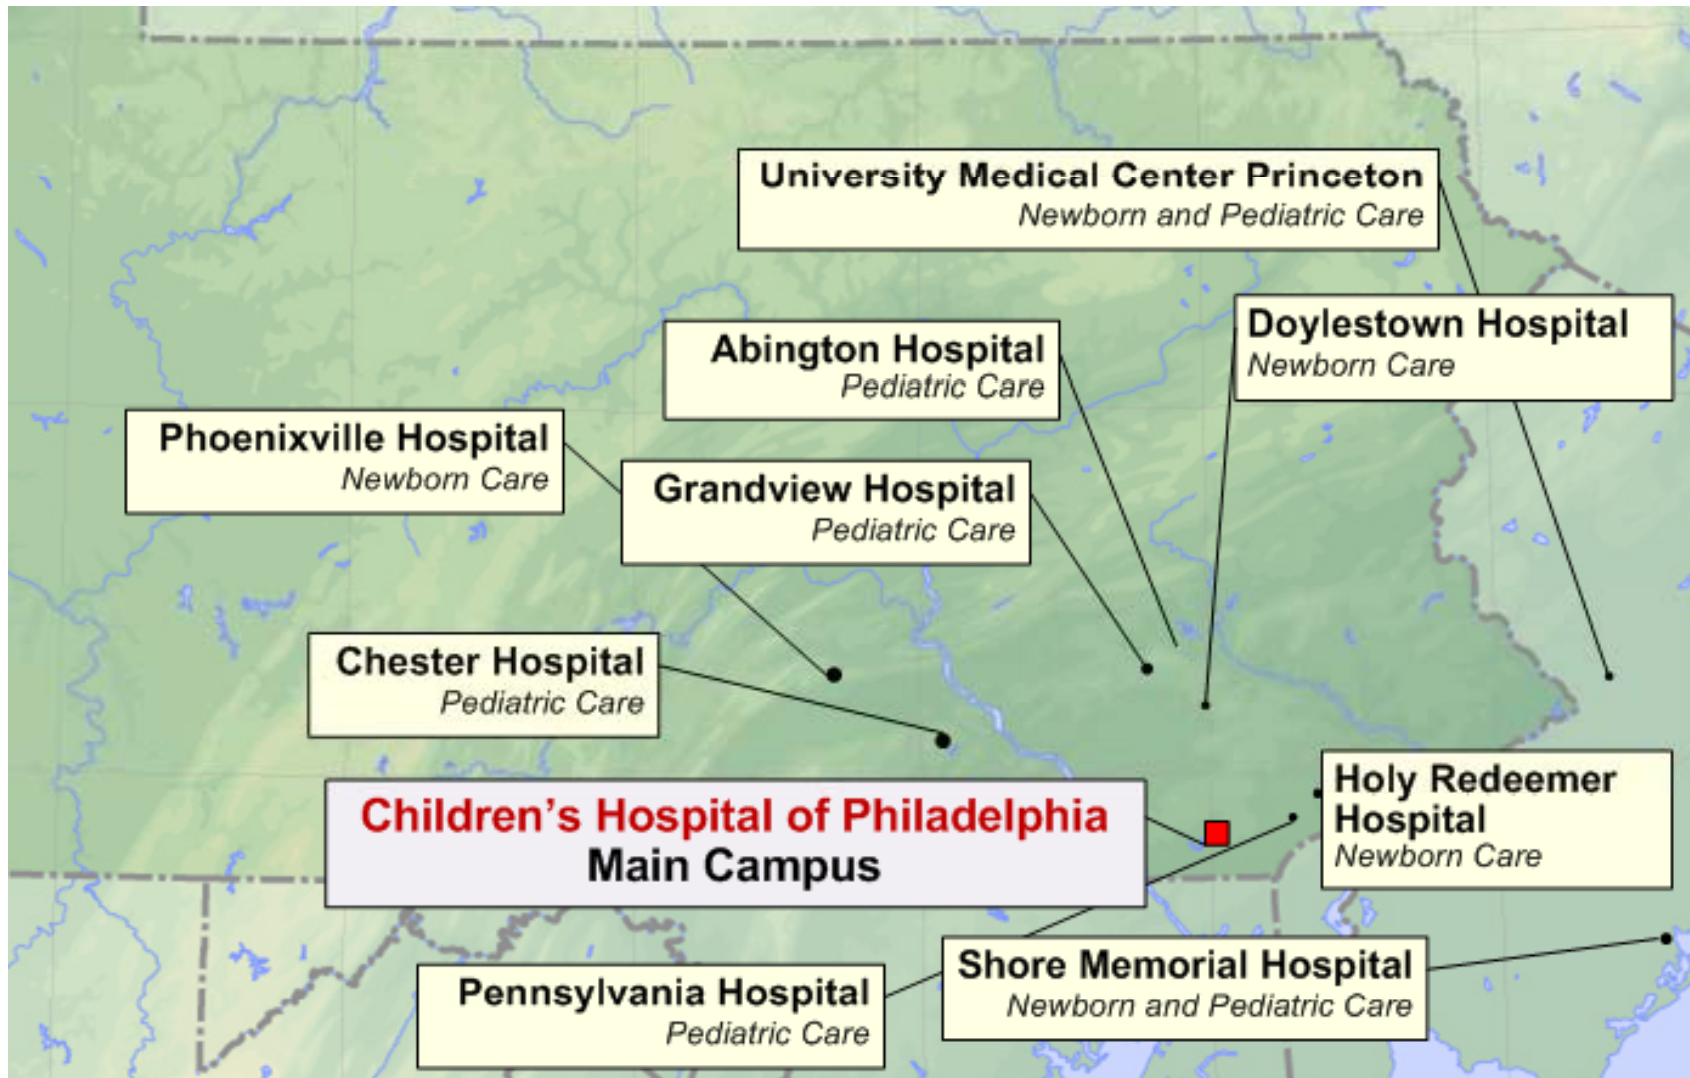 University Medical Center Princeton
Newborn and Pediatric Care
Doylestown Hospital
Newborn Care
Abington Hospital
Pediatric Care
Phoenixville Hospital
Newborn Care
Grandview Hospital
Pediatric Care
Chester Hospital
Pediatric Care
Children's Hospital of Philadelphia
Main Campus
Holy Redeemer
Hospital
Newborn Care
Shore Memorial Hospital
Newborn and Pediatric Care
Pennsylvania Hospital
Pediatric Care